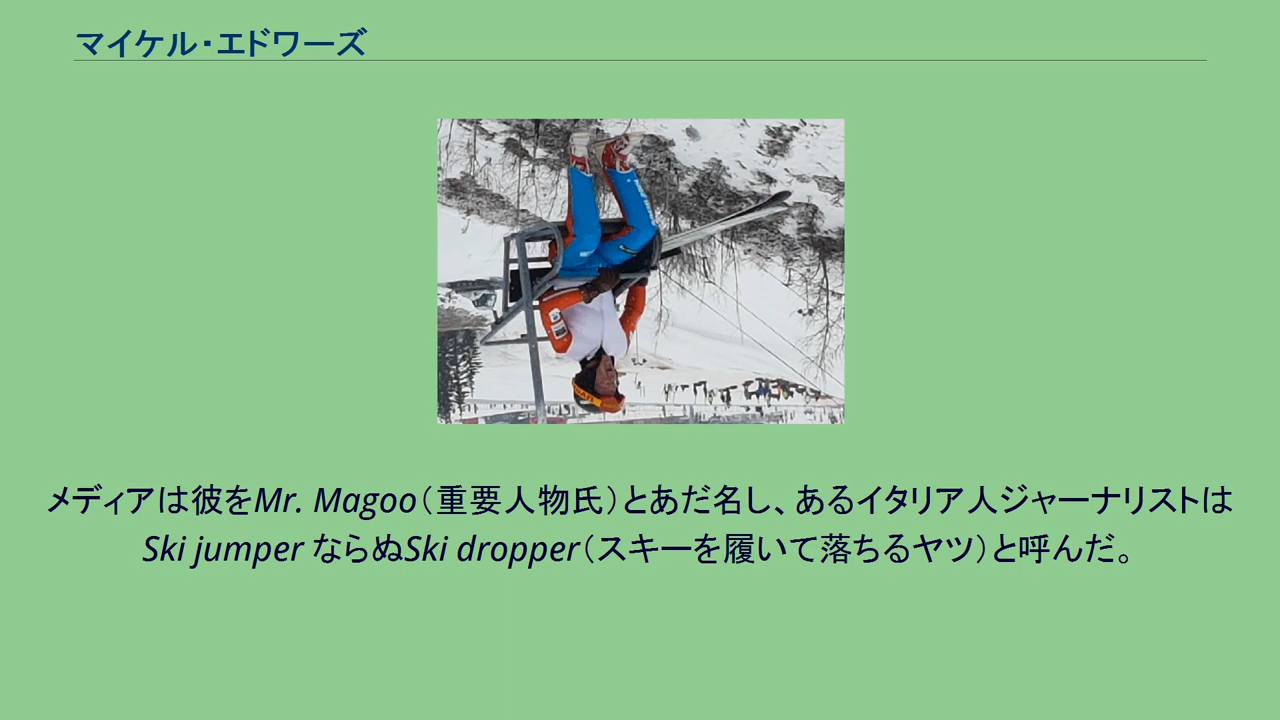 マイケル・エドワーズ
メディアは彼をMr. Magoo（重要人物氏）とあだ名し、あるイタリア人ジャーナリストは
Ski jumper ならぬSki dropper（スキーを履いて落ちるヤツ）と呼んだ。